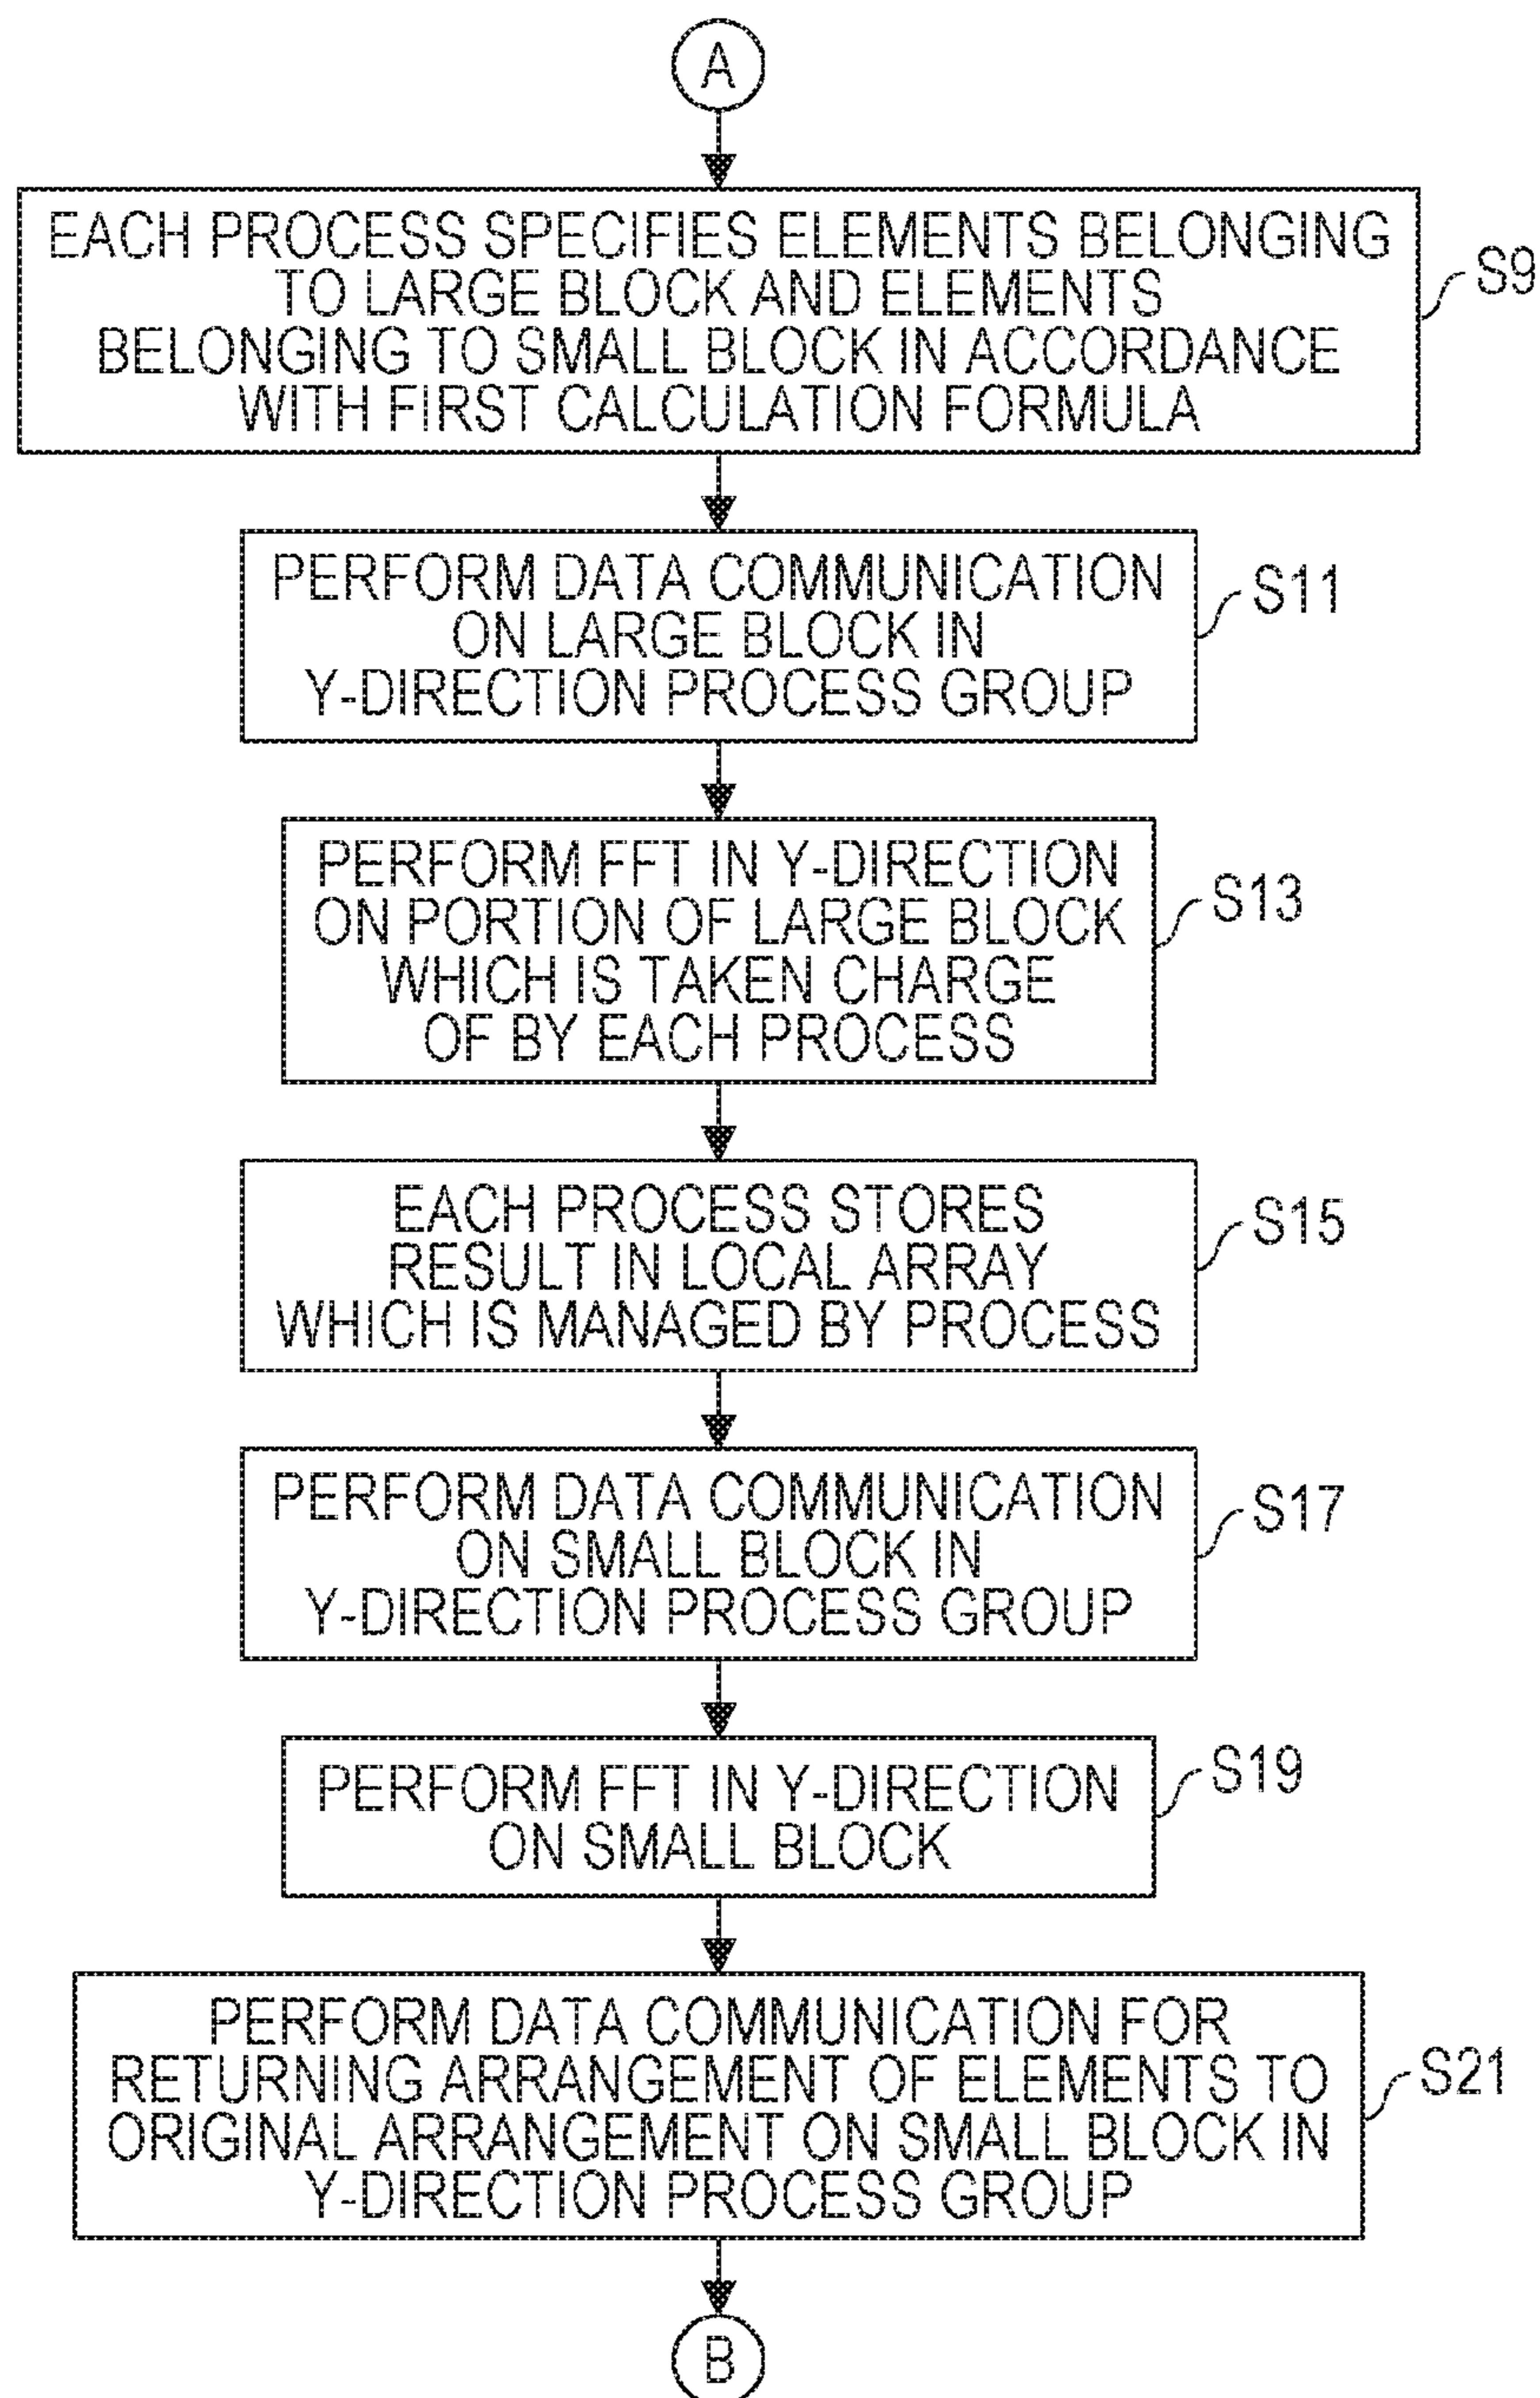 A
EACH PROCESS SPECIFIES ELEMENTS BELONGING
TO LARGE BLOCK AND ELEMENTS
BELONGING TO SMALL BLOCK IN ACCORDANCE
WITH FIRST CALCULATION FORMULA
S9
PERFORM DATA COMMUNICATION
ON LARGE BLOCK IN
Y-DIRECTION PROCESS GROUP
S11
PERFORM FFT IN Y-DIRECTION
ON PORTION OF LARGE BLOCK
WHICH IS TAKEN CHARGE
OF BY EACH PROCESS
S13
EACH PROCESS STORES
RESULT IN LOCAL ARRAY
WHICH IS MANAGED BY PROCESS
S15
PERFORM DATA COMMUNICATION
ON SMALL BLOCK IN
Y-DIRECTION PROCESS GROUP
S17
PERFORM FFT IN Y-DIRECTION
ON SMALL BLOCK
S19
PERFORM DATA COMMUNICATION FOR
RETURNING ARRANGEMENT OF ELEMENTS TO
ORIGINAL ARRANGEMENT ON SMALL BLOCK IN
Y-DIRECTION PROCESS GROUP
S21
B